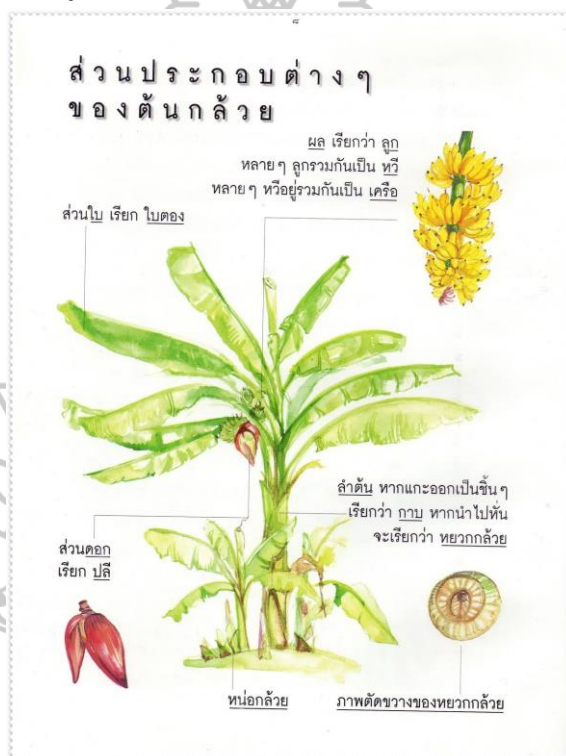 ส่วนประกอบต่างๆ
ของต้นกล้วย
ผล เรียกว่า ลูก
หลายๆ ลูกรวมกันเป็น หวี
หลายๆ หวีอยู่รวมกันเป็น เครือ
ส่วนใบ เรียก ใบตอง
ลำต้น หากแกะออกเป็นชิ้นๆ
เรียกว่า กาบ หากนำไปหั่น
จะเรียกว่า หยวกกล้วย
ส่วนดอก
เรียก ปลี
หน่อกล้วย
ภาพตัดขวางของหยวกกล้วย